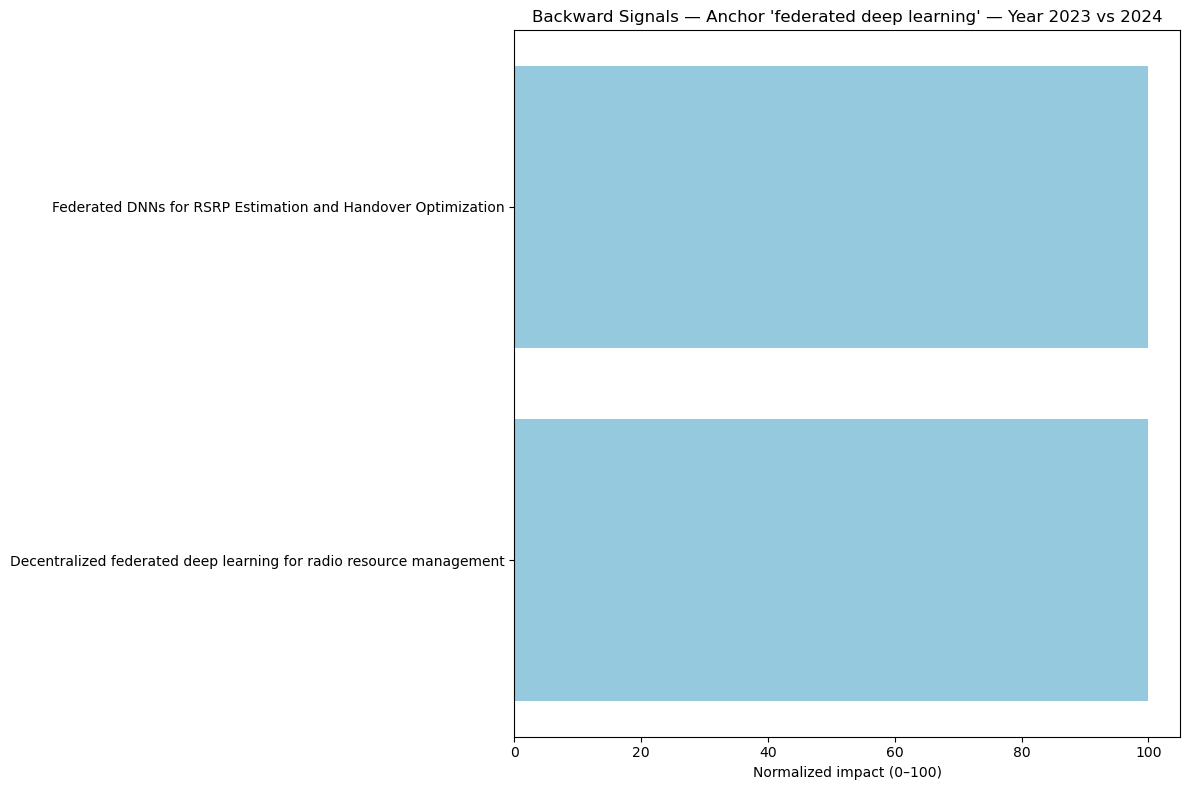 Backward Signals — Anchor 'federated deep learning' — Year 2023 vs 2024
Federated DNNs for RSRP Estimation and Handover Optimization
Decentralized federated deep learning for radio resource management
0 20 40 60 80 100
Normalized impact (0–100)